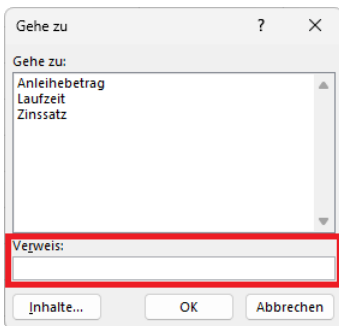 Gehe zu ?
Gehe zu:
Anleihebetrag
Laufzeit
Zinssatz
Verweis:
Inhalte... OK Abbrechen